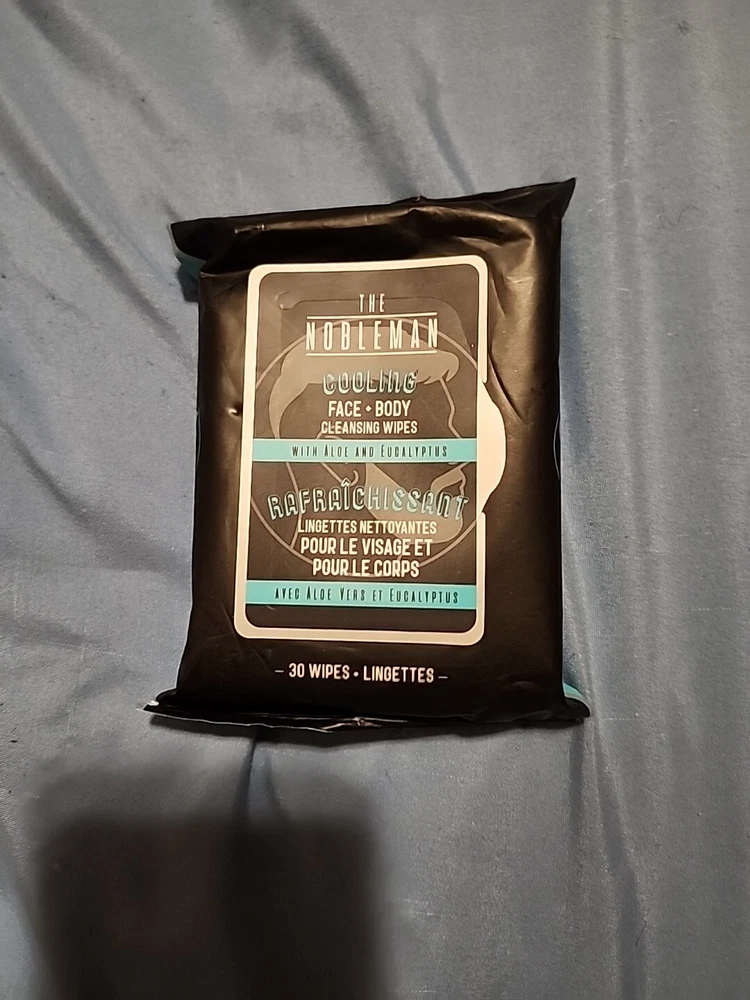 THE
NOBLEMAN
COOLING
FACE • BODY
CLEANSING WIPES
WITH ALOE AND EUCALYPTUS
RAFRAÎCHISSANT
LINGETTES NETTOYANTES
POUR LE VISAGE ET
POUR LE CORPS
AVEC ALOE VERS ET EUCALYPTUS
– 30 WIPES • LINGETTES –